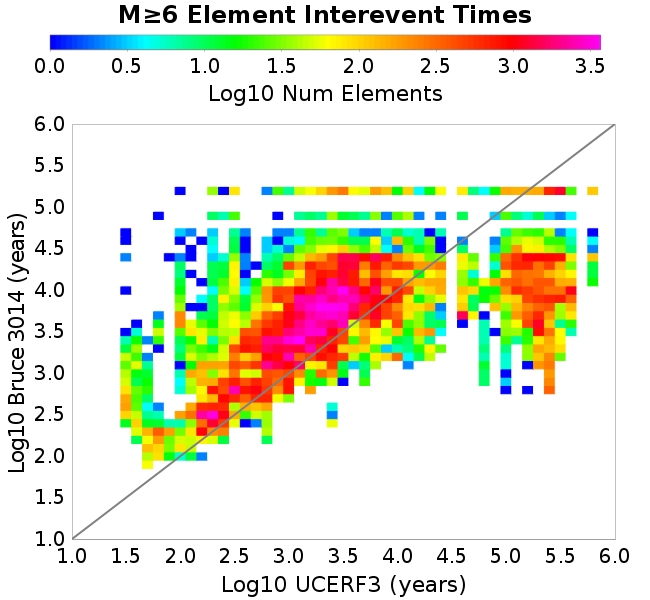 M≥6 Element Interevent Times
0.0 0.5 1.0 1.5 2.0 2.5 3.0 3.5
Log10 Num Elements
6.0
5.5
5.0
4.5
4.0
3.5
3.0
2.5
2.0
1.5
1.0
Log10 Bruce 3014 (years)
1.0 1.5 2.0 2.5 3.0 3.5 4.0 4.5 5.0 5.5 6.0
Log10 UCERF3 (years)